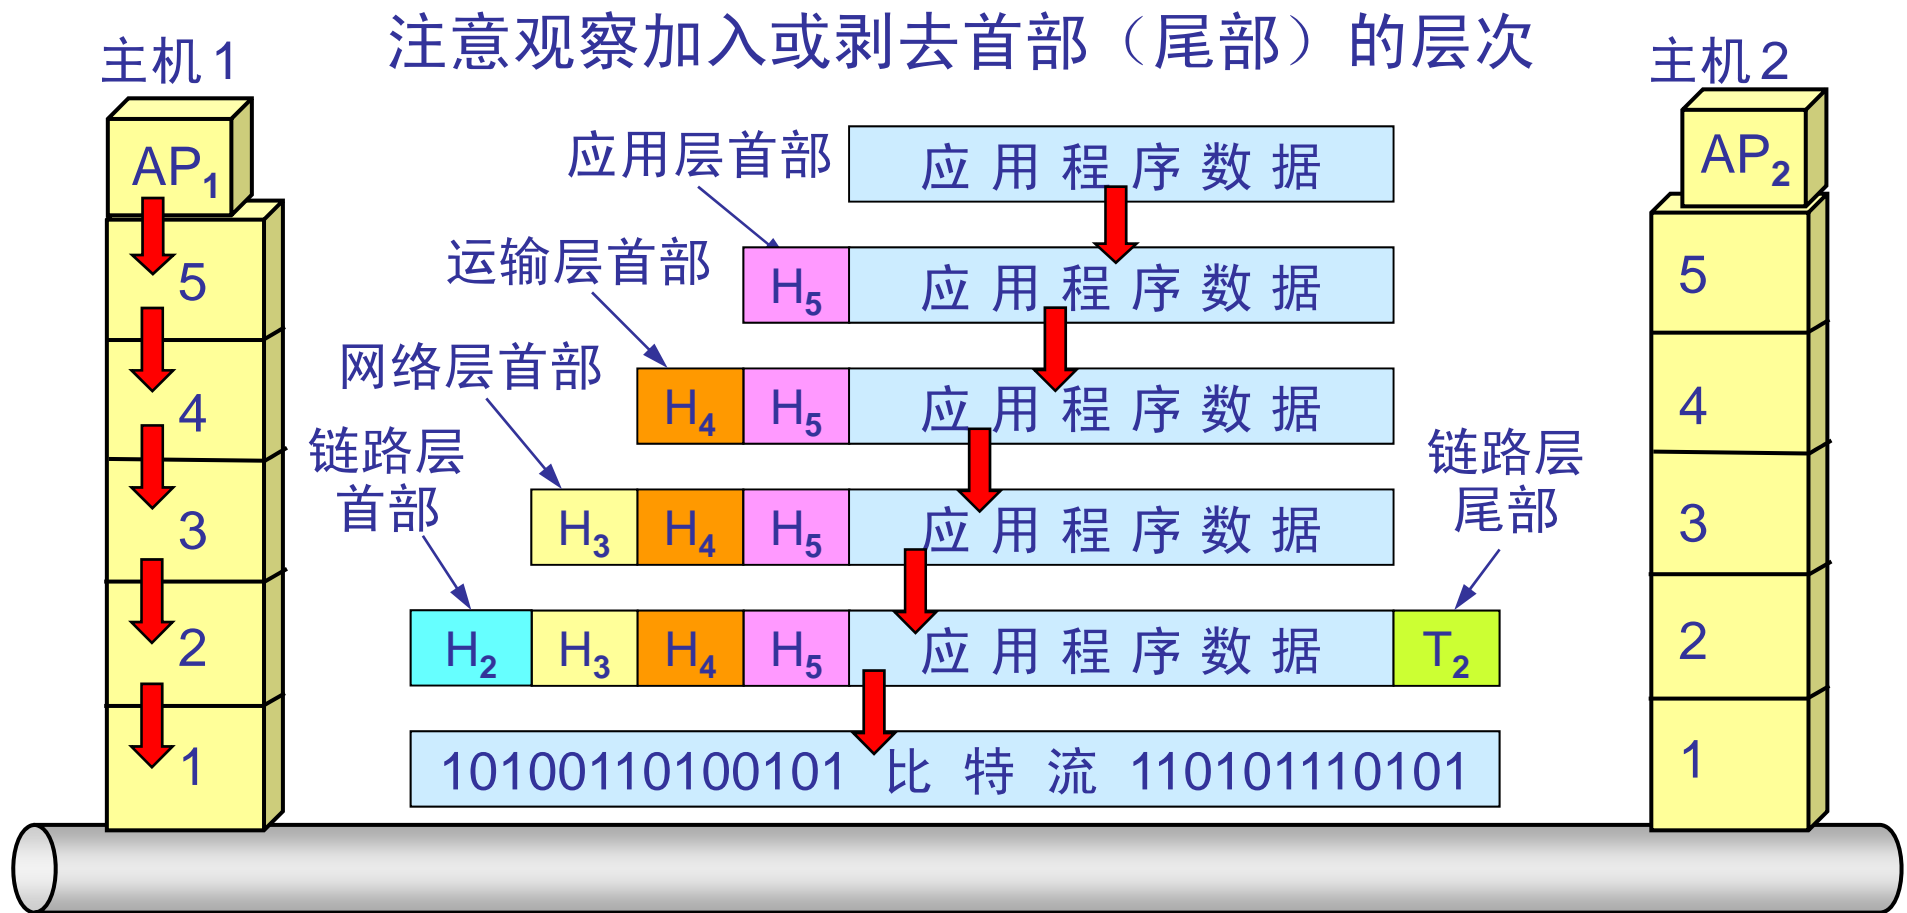 注意观察加入或剥去首部（尾部）的层次
主机 1
主机 2
AP1
AP2
应用层首部
应 用 程 序 数 据
5
运输层首部
H5 应 用 程 序 数 据
5
4
网络层首部
H4 H5 应 用 程 序 数 据
4
链路层
首部
链路层
尾部
3
H3 H4 H5 应 用 程 序 数 据
3
2
H2 H3 H4 H5 应 用 程 序 数 据 T2
2
1
10100110100101 比 特 流 110101110101
1